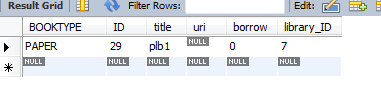 Result Grid Filter Rows: Edit:
BOOKTYPE ID title uri borrow library_ID
PAPER 29 plb1 NULL 0 7
NULL NULL NULL NULL NULL NULL